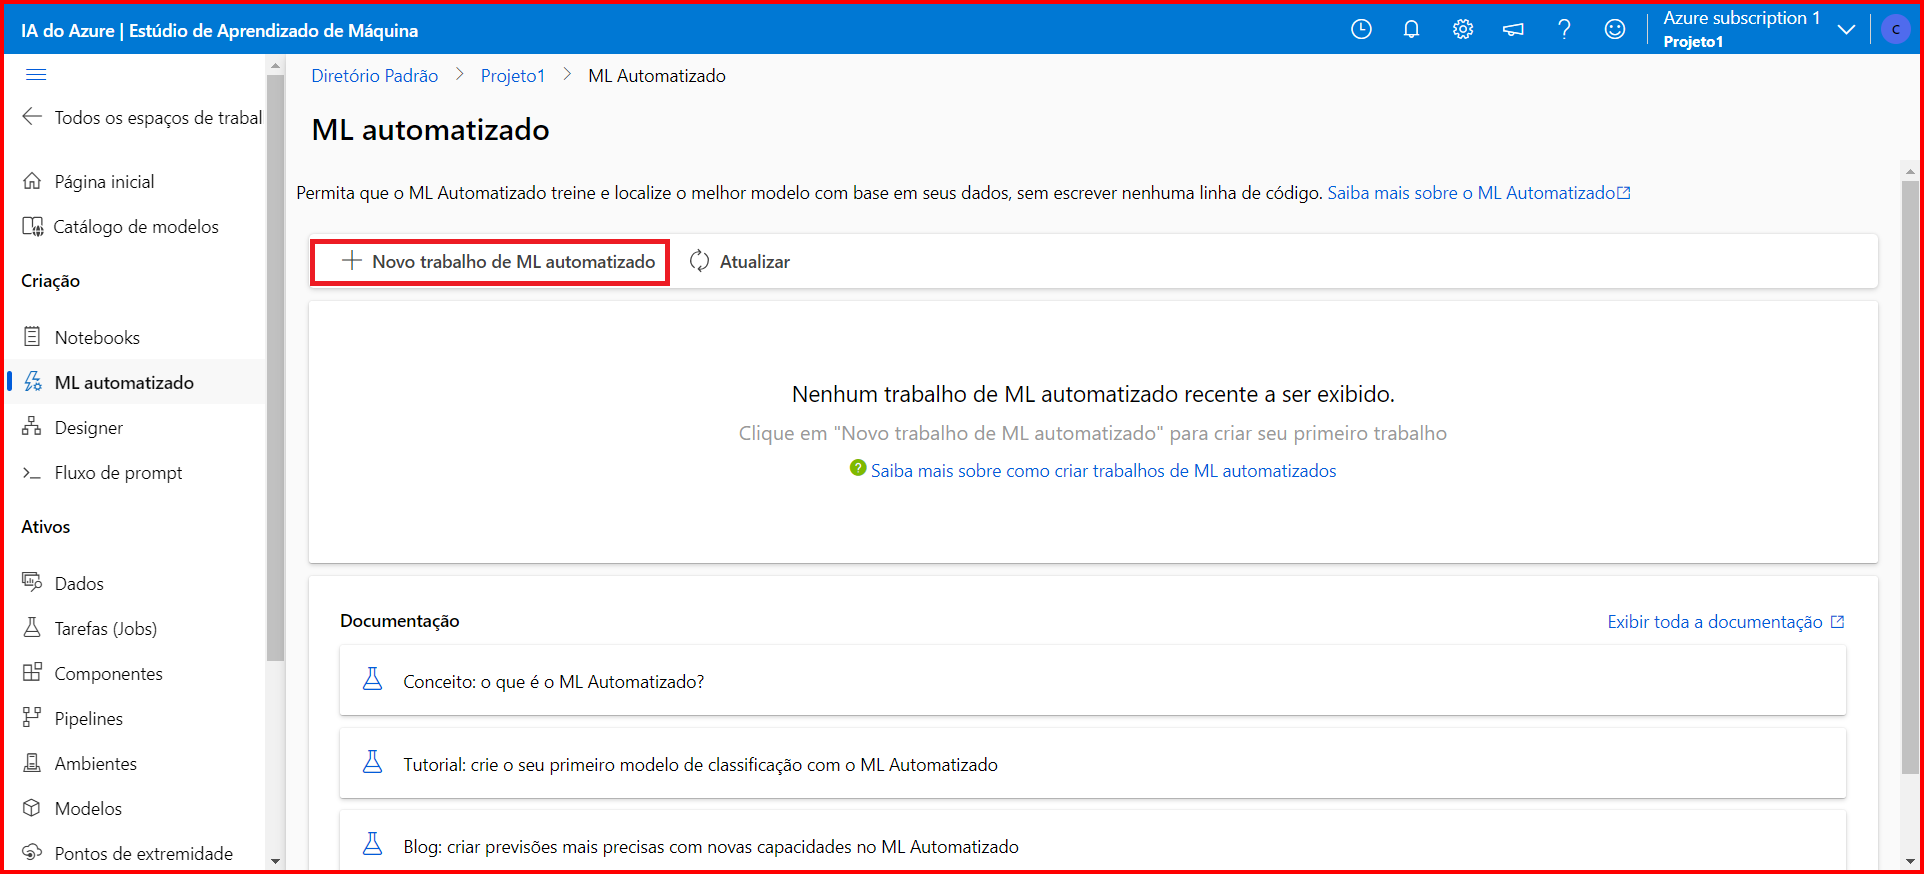 IA do Azure | Estúdio de Aprendizado de Máquina
Azure subscription 1
Projeto1
C
Todos os espaços de trabal
Página inicial
Catálogo de modelos
Criação
Notebooks
ML automatizado
Designer
Fluxo de prompt
Ativos
Dados
Tarefas (Jobs)
Componentes
Pipelines
Ambientes
Modelos
Pontos de extremidade
Diretório Padrão > Projeto1 > ML Automatizado
ML automatizado
Permita que o ML Automatizado treine e localize o melhor modelo com base em seus dados, sem escrever nenhuma linha de código. Saiba mais sobre o ML Automatizado
Novo trabalho de ML automatizado Atualizar
Nenhum trabalho de ML automatizado recente a ser exibido.
Clique em "Novo trabalho de ML automatizado" para criar seu primeiro trabalho
Saiba mais sobre como criar trabalhos de ML automatizados
Documentação Exibir toda a documentação
Conceito: o que é o ML Automatizado?
Tutorial: crie o seu primeiro modelo de classificação com o ML Automatizado
Blog: criar previsões mais precisas com novas capacidades no ML Automatizado